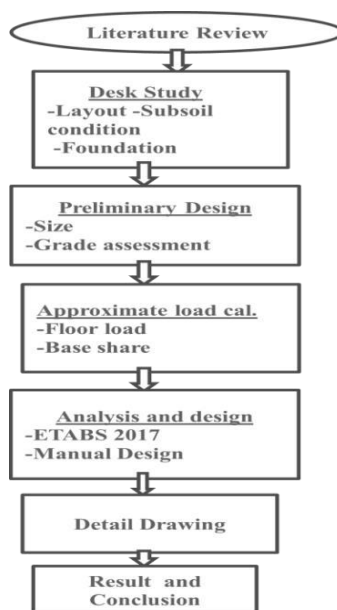 Literature Review
Desk Study
-Layout -Subsoil
condition
-Foundation
Preliminary Design
-Size
-Grade assessment
Approximate load cal.
-Floor load
-Base share
Analysis and design
-ETABS 2017
-Manual Design
Detail Drawing
Result and
Conclusion